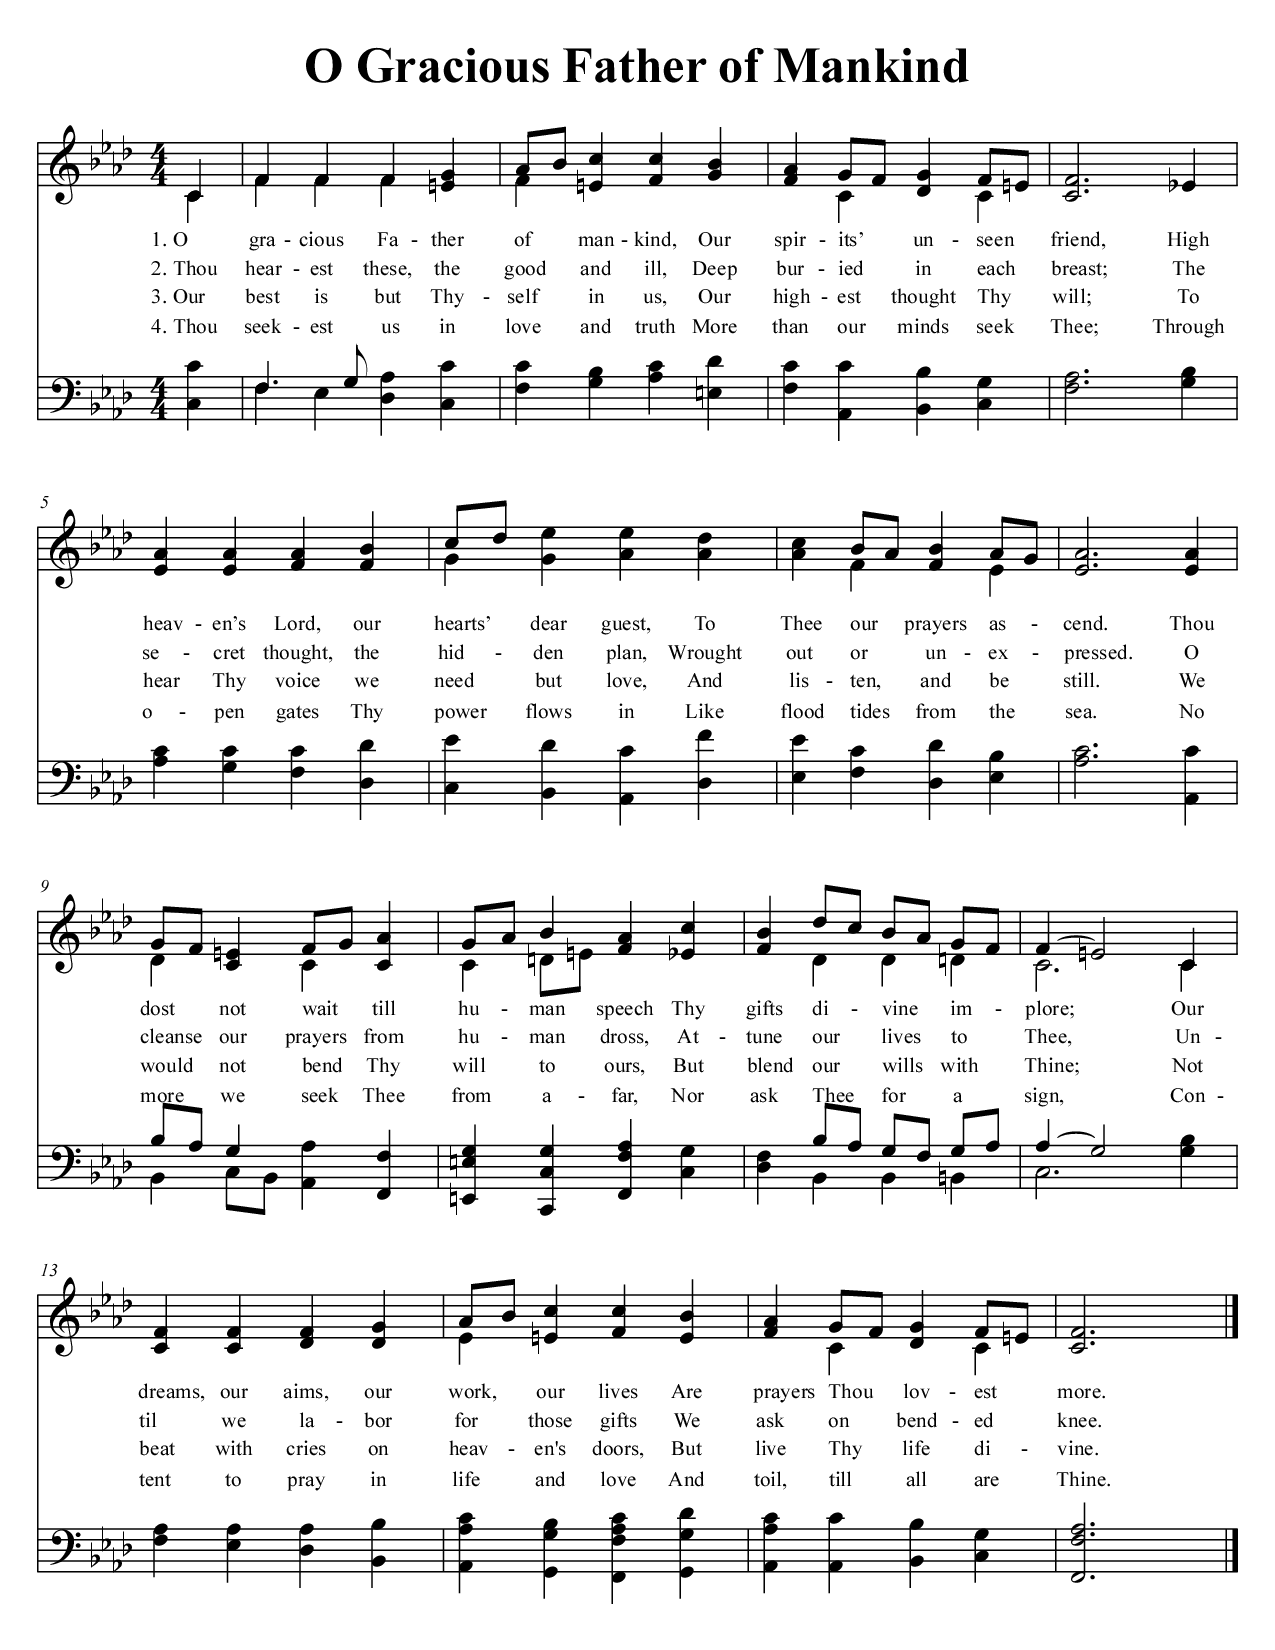 O Gracious Father of Mankind
1. O gra - cious Fa - ther of man - kind, Our spir - its’ un - seen friend, High
2. Thou hear - est these, the good and ill, Deep bur - ied in each breast; The
3. Our best is but Thy - self in us, Our high - est thought Thy will; To
4. Thou seek - est us in love and truth More than our minds seek Thee; Through
5
heav - en’s Lord, our hearts’ dear guest, To Thee our prayers as - cend. Thou
se - cret thought, the hid - den plan, Wrought out or un - ex - pressed. O
hear Thy voice we need but love, And lis - ten, and be still. We
o - pen gates Thy power flows in Like flood tides from the sea. No
9
dost not wait till hu - man speech Thy gifts di - vine im - plore; Our
cleanse our prayers from hu - man dross, At - tune our lives to Thee, Un -
would not bend Thy will to ours, But blend our wills with Thine; Not
more we seek Thee from a - far, Nor ask Thee for a sign, Con -
13
dreams, our aims, our work, our lives Are prayers Thou lov - est more.
til we la - bor for those gifts We ask on bend - ed knee.
beat with cries on heav - en's doors, But live Thy life di - vine.
tent to pray in life and love And toil, till all are Thine.